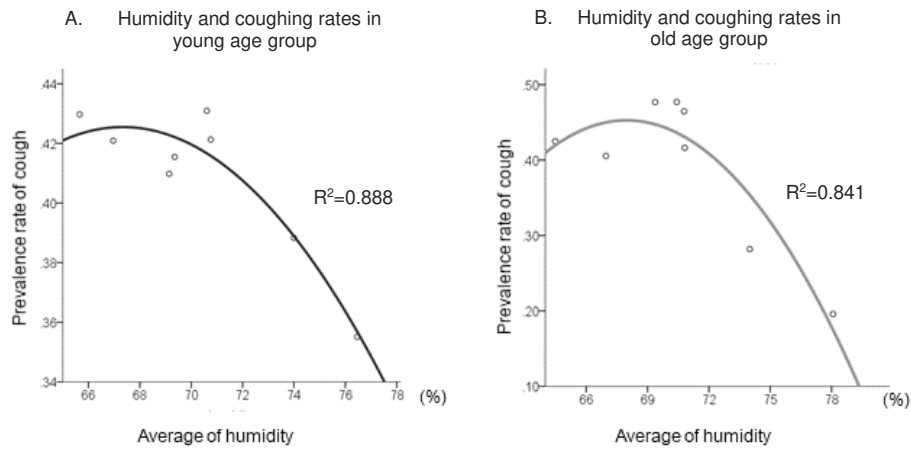 A. Humidity and coughing rates in
young age group
.44
.42
.40
.38
.36
.34
Prevalence rate of cough
R²=0.888
66 68 70 72 74 76 78 (%)
Average of humidity
B. Humidity and coughing rates in
old age group
.50
.40
.30
.20
.10
Prevalence rate of cough
R²=0.841
66 69 72 75 78 (%)
Average of humidity